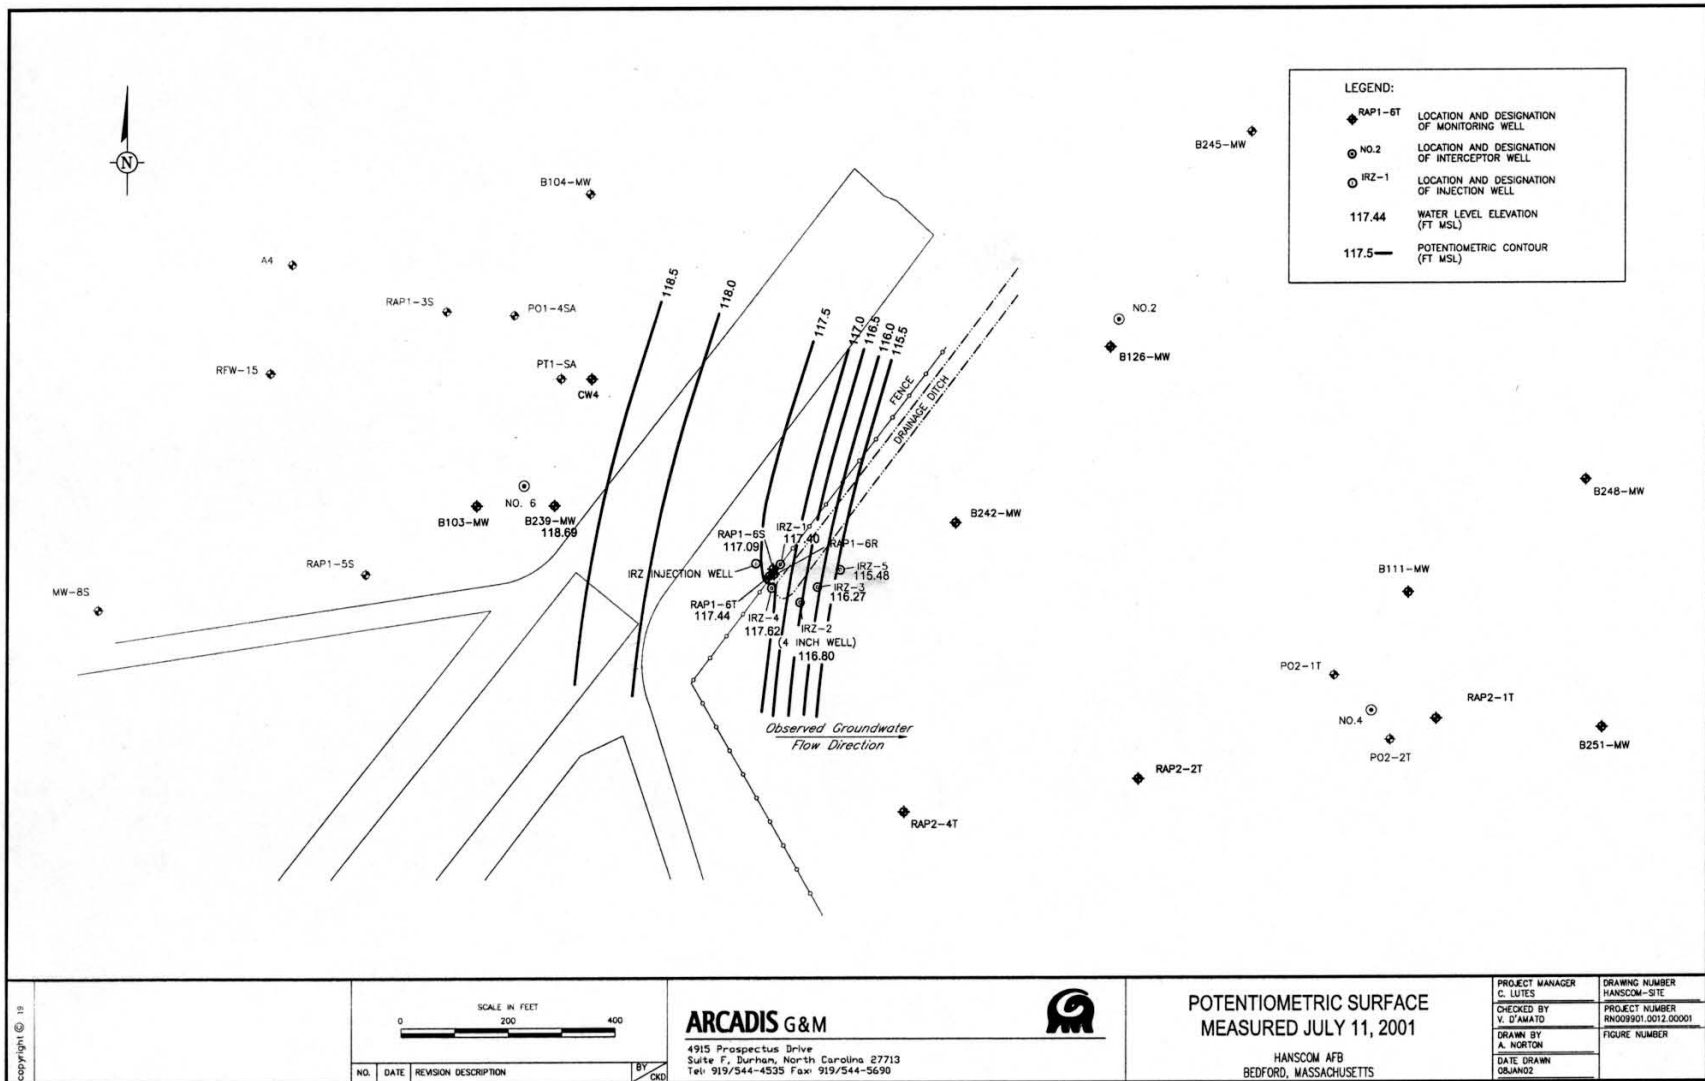 LEGEND:
RAP1-6T LOCATION AND DESIGNATION
OF MONITORING WELL
NO.2 LOCATION AND DESIGNATION
OF INTERCEPTOR WELL
IRZ-1 LOCATION AND DESIGNATION
OF INJECTION WELL
117.44 WATER LEVEL ELEVATION
(FT MSL)
117.5 POTENTIOMETRIC CONTOUR
(FT MSL)
N
B245-MW
B104-MW
A4
RAP1-3S
PO1-4SA
118.5
118.0
117.5
117.0
116.5
116.0
115.5
NO.2
B126-MW
RFW-15
PT1-SA
CW4
FENCE
DRAINAGE DITCH
NO. 6
B103-MW
B239-MW
118.69
B242-MW
B248-MW
RAP1-6S
117.09
IRZ-1
117.40
RAP1-6R
IRZ INJECTION WELL
IRZ-5
115.48
IRZ-3
116.27
RAP1-6T
117.44
IRZ-4
117.62
IRZ-2
(4 INCH WELL)
116.80
RAP1-5S
MW-8S
B111-MW
PO2-1T
RAP2-1T
NO.4
PO2-2T
B251-MW
Observed Groundwater
Flow Direction
RAP2-2T
RAP2-4T
copyright © 19
SCALE IN FEET
0 200 400
NO. DATE REVISION DESCRIPTION BY CKD
ARCADIS G&M
4915 Prospectus Drive
Suite F, Durham, North Carolina 27713
Tel: 919/544-4535 Fax: 919/544-5690
POTENTIOMETRIC SURFACE
MEASURED JULY 11, 2001
HANSCOM AFB
BEDFORD, MASSACHUSETTS
PROJECT MANAGER
C. LUTES
DRAWING NUMBER
HANSCOM-SITE
CHECKED BY
V. D'AMATO
PROJECT NUMBER
RN009901.0012.00001
DRAWN BY
A. NORTON
FIGURE NUMBER
DATE DRAWN
08JAN02